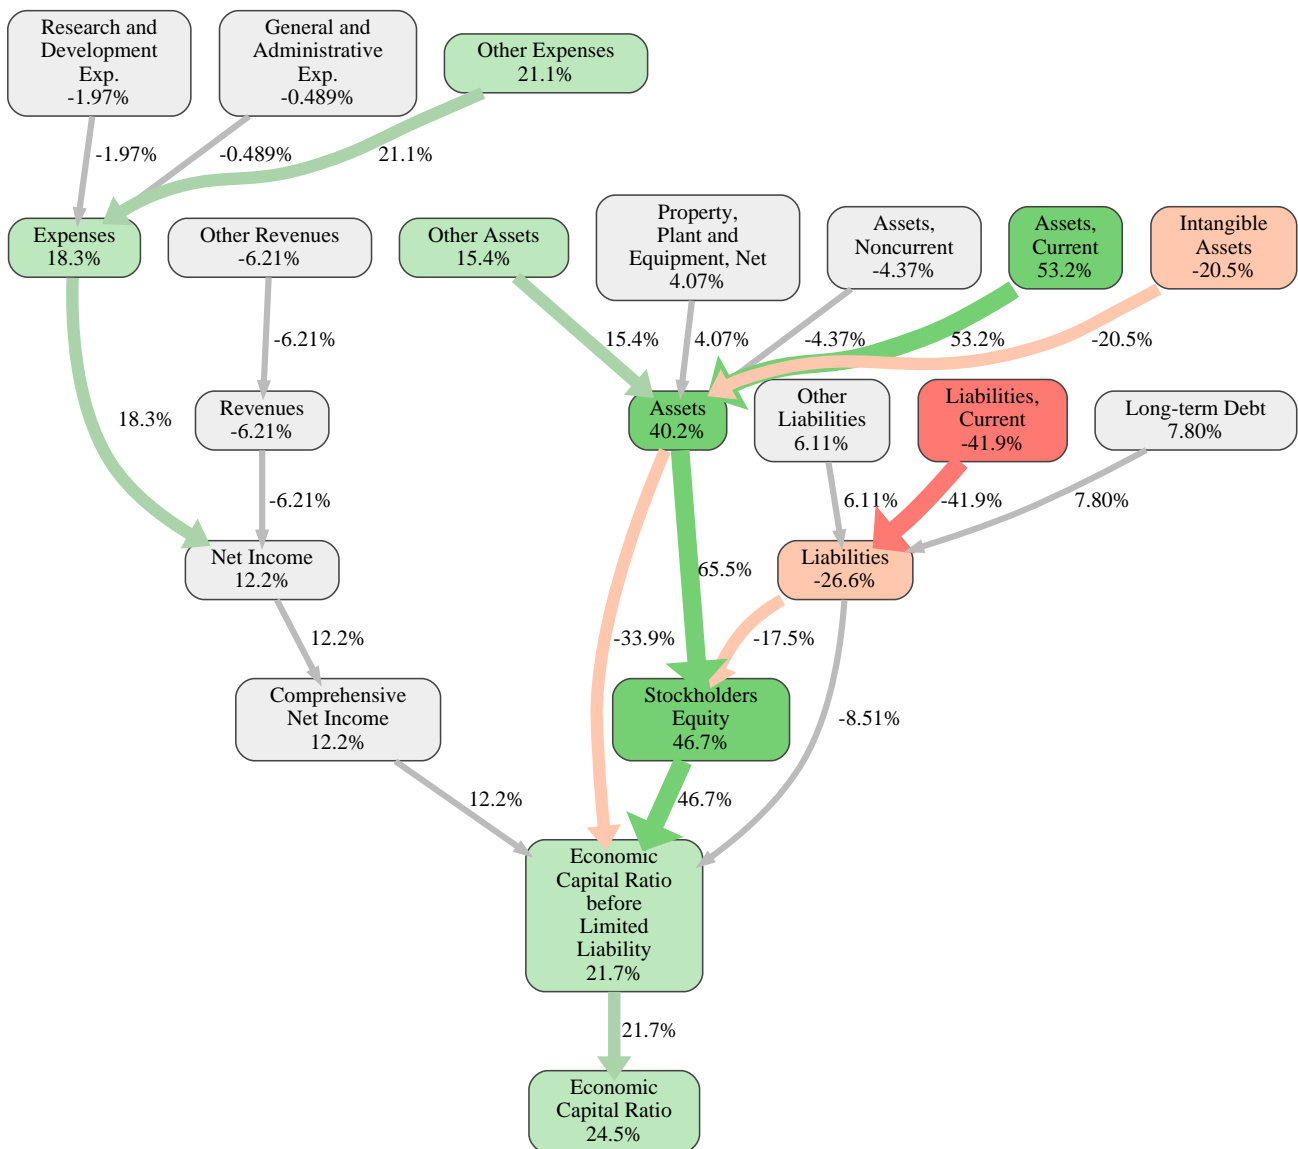 Research and
Development
Exp.
-1.97%
General and
Administrative
Exp.
-0.489%
Other Expenses
21.1%
-1.97%
-0.489%
21.1%
Expenses
18.3%
Other Revenues
-6.21%
Other Assets
15.4%
Property,
Plant and
Equipment, Net
4.07%
Assets,
Noncurrent
-4.37%
Assets,
Current
53.2%
Intangible
Assets
-20.5%
-6.21%
15.4%
4.07%
-4.37%
53.2%
-20.5%
18.3%
Revenues
-6.21%
Assets
40.2%
Other
Liabilities
6.11%
Liabilities,
Current
-41.9%
Long-term Debt
7.80%
-6.21%
6.11%
-41.9%
7.80%
Net Income
12.2%
65.5%
Liabilities
-26.6%
12.2%
-33.9%
-17.5%
Comprehensive
Net Income
12.2%
Stockholders
Equity
46.7%
-8.51%
12.2%
46.7%
Economic
Capital Ratio
before
Limited
Liability
21.7%
21.7%
Economic
Capital Ratio
24.5%